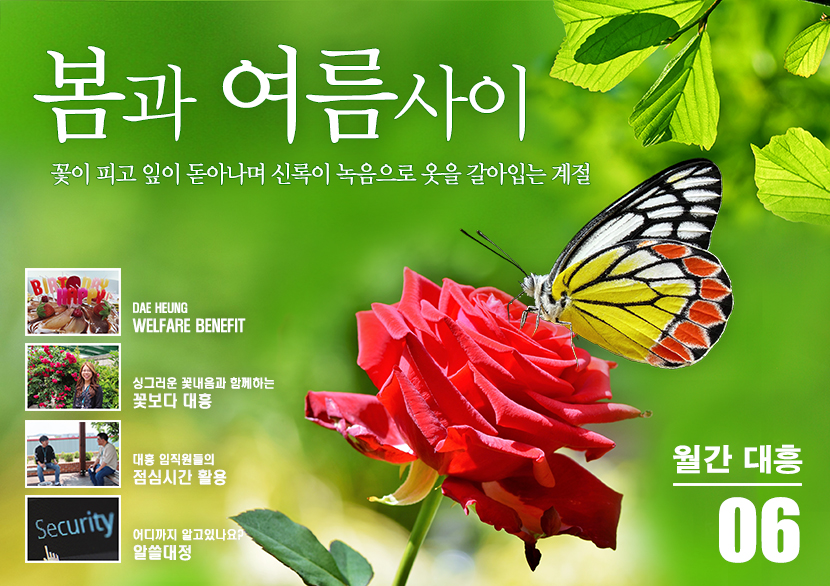 봄과 여름사이
꽃이 피고 잎이 돋아나며 신록이 녹음으로 옷을 갈아입는 계절
BIRTHDAY
HAPPY
DAE HEUNG
WELFARE BENEFIT
싱그러운 꽃내음과 함께하는
꽃보다 대흥
대흥 임직원들의
점심시간 활용
Security
어디까지 알고있나요?
알쓸대정
월간 대흥
06